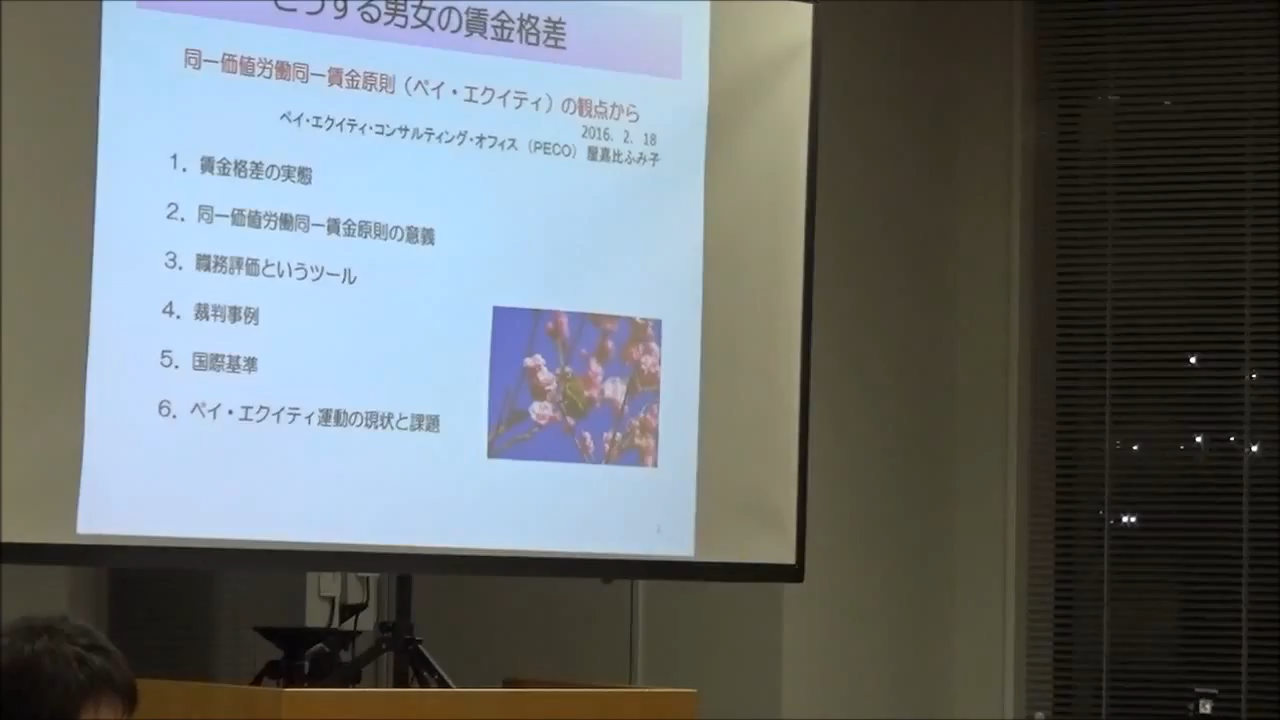 どうする男女の賃金格差
同一価値労働同一賃金原則（ペイ・エクイティ）の観点から
2016. 2. 18
ペイ・エクイティ・コンサルティング・オフィス（PECO） 屋嘉比ふみ子
1. 賃金格差の実態
2. 同一価値労働同一賃金原則の意義
3. 職務評価というツール
4. 裁判事例
5. 国際基準
6. ペイ・エクイティ運動の現状と課題
1